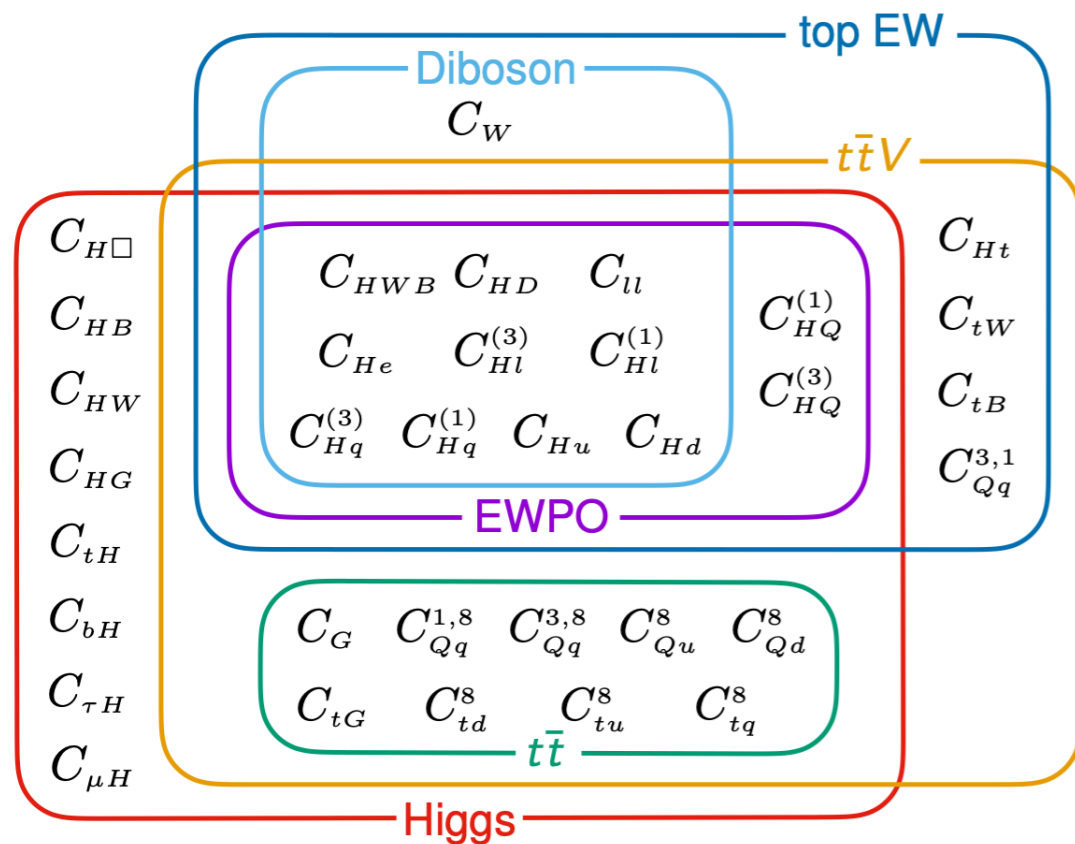 top EW
Diboson
C_W
tt̄V
C_{H□}
C_{HB}
C_{HW}
C_{HG}
C_{tH}
C_{bH}
C_{τH}
C_{μH}
C_{HWB} C_{HD} C_{ll}
C_{He} C_{Hl}^{(3)} C_{Hl}^{(1)}
C_{Hq}^{(3)} C_{Hq}^{(1)} C_{Hu} C_{Hd}
C_{HQ}^{(1)}
C_{HQ}^{(3)}
EWPO
C_{Ht}
C_{tW}
C_{tB}
C_{Qq}^{3,1}
C_G C_{Qq}^{1,8} C_{Qq}^{3,8} C_{Qu}^{8} C_{Qd}^{8}
C_{tG} C_{td}^{8} C_{tu}^{8} C_{tq}^{8}
tt̄
Higgs